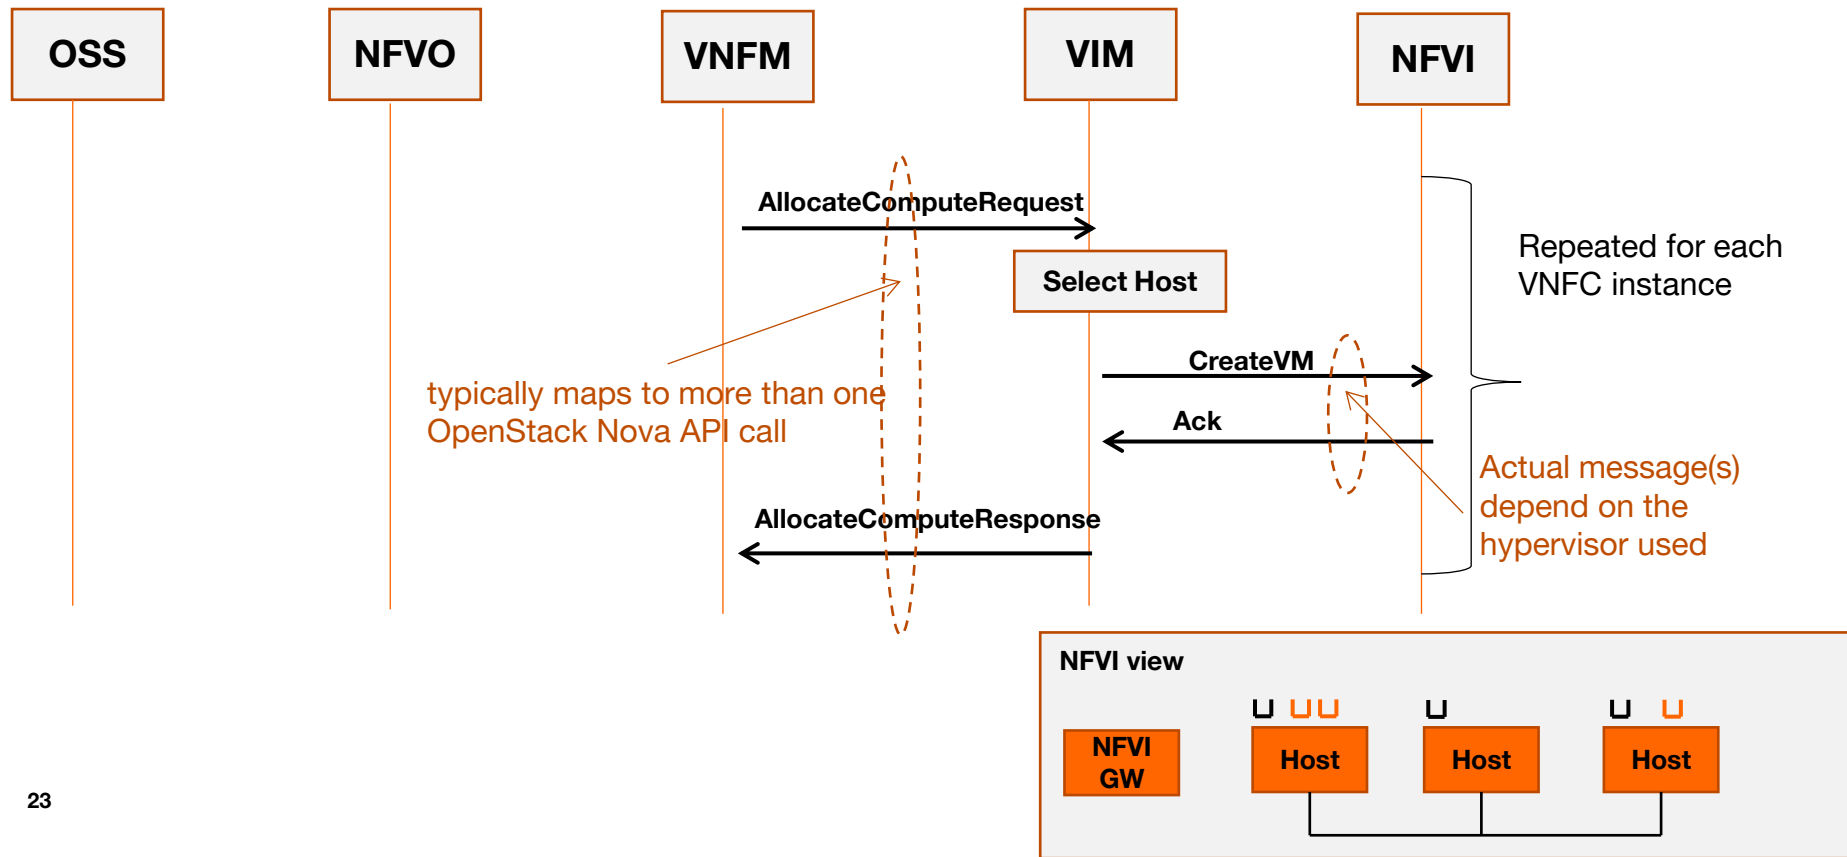 OSS
NFVO
VNFM
VIM
NFVI
AllocateComputeRequest
Select Host
Repeated for each
VNFC instance
CreateVM
typically maps to more than one
OpenStack Nova API call
Ack
Actual message(s)
depend on the
hypervisor used
AllocateComputeResponse
NFVI view
NFVI
GW
Host
Host
Host
23